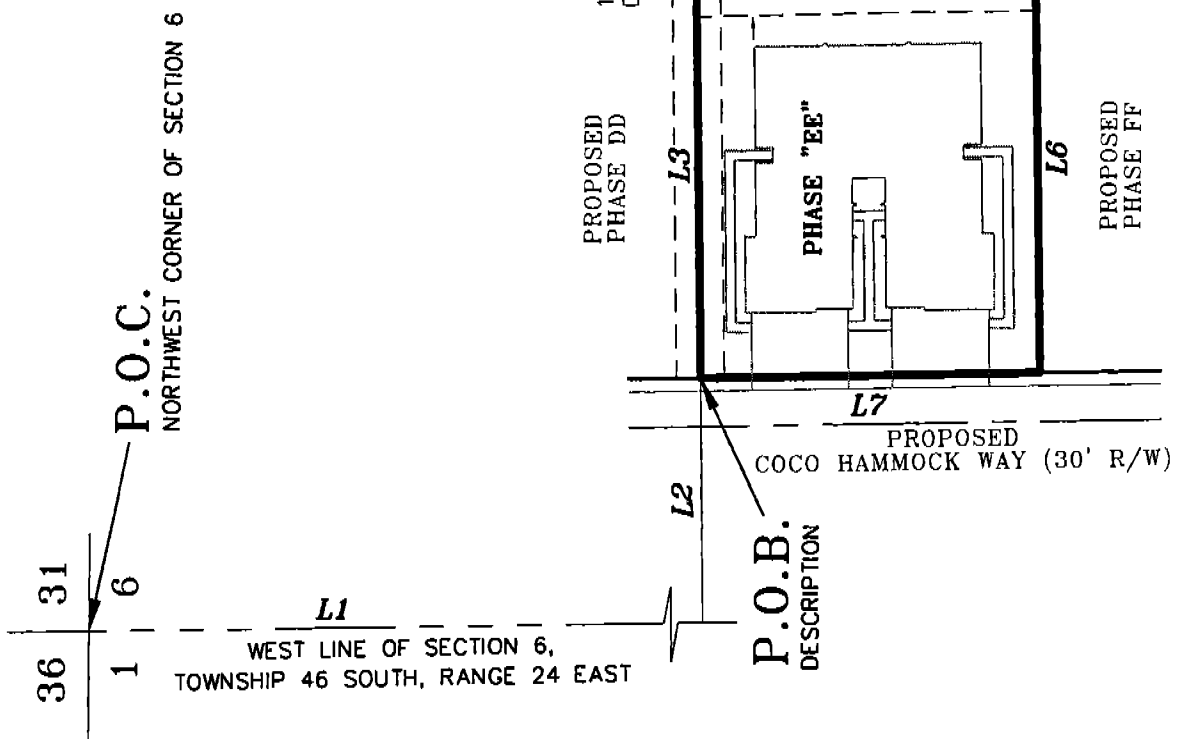 P.O.C.
NORTHWEST CORNER OF SECTION 6
36
31
1
6
L1
WEST LINE OF SECTION 6,
TOWNSHIP 46 SOUTH, RANGE 24 EAST
L2
P.O.B.
DESCRIPTION
PROPOSED
PHASE DD
L3
PHASE "EE"
L6
PROPOSED
PHASE FF
L7
PROPOSED
COCO HAMMOCK WAY (30' R/W)